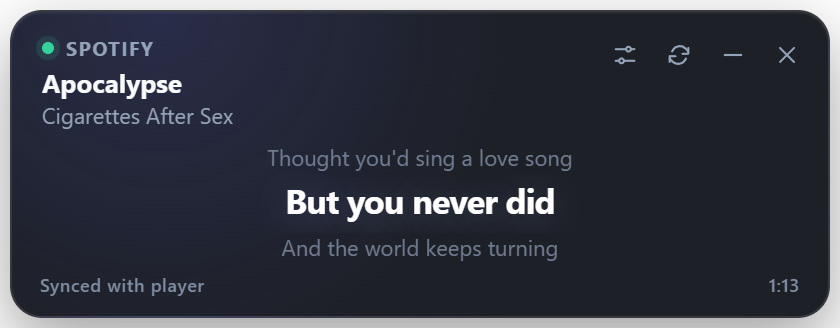 SPOTIFY
Apocalypse
Cigarettes After Sex
Thought you'd sing a love song
But you never did
And the world keeps turning
Synced with player
1:13